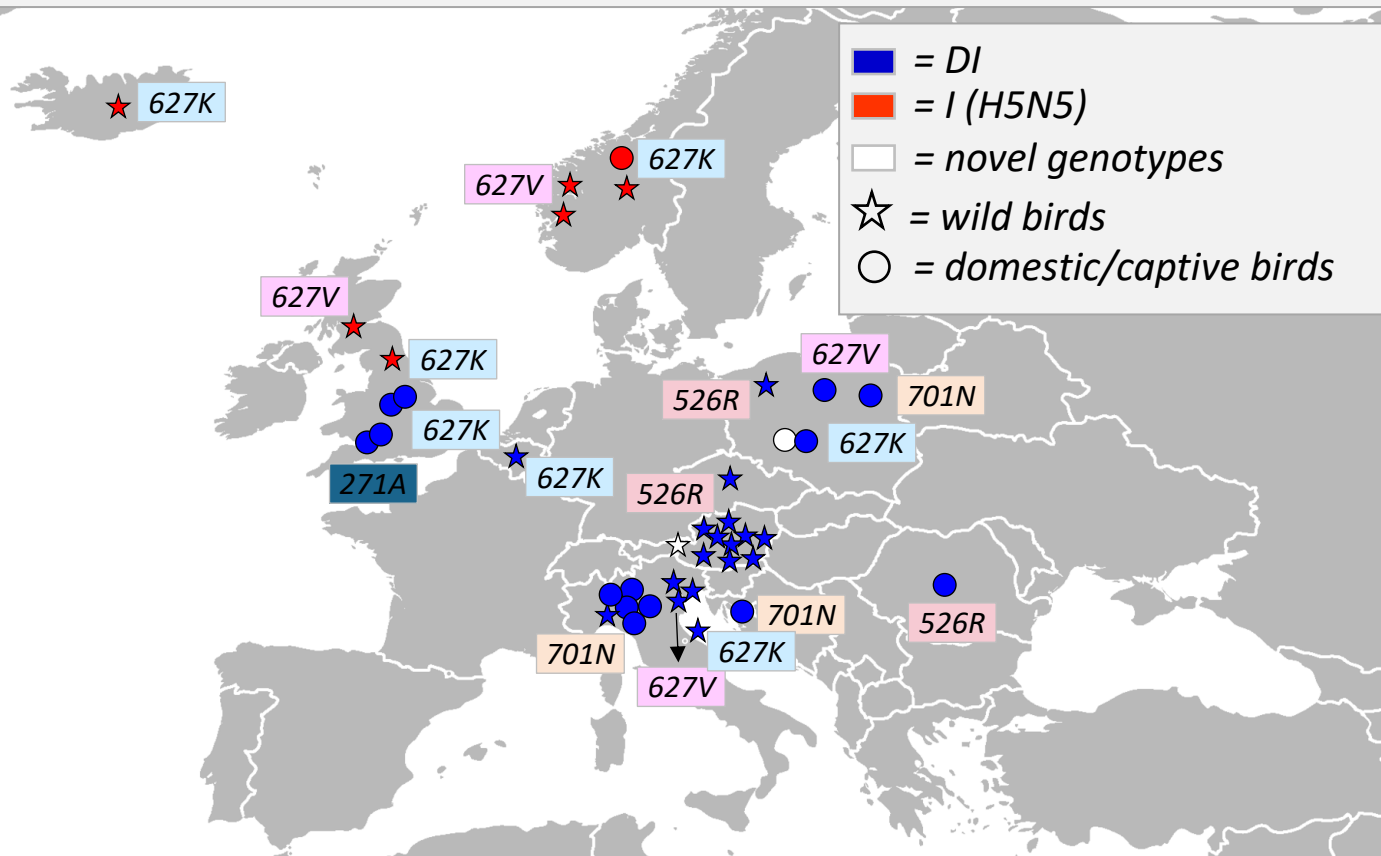 = DI
= I (H5N5)
= novel genotypes
= wild birds
= domestic/captive birds
627K
627K
627V
627V
627K
627V
526R
701N
627K
627K
627K
271A
526R
701N
526R
701N
627K
627V